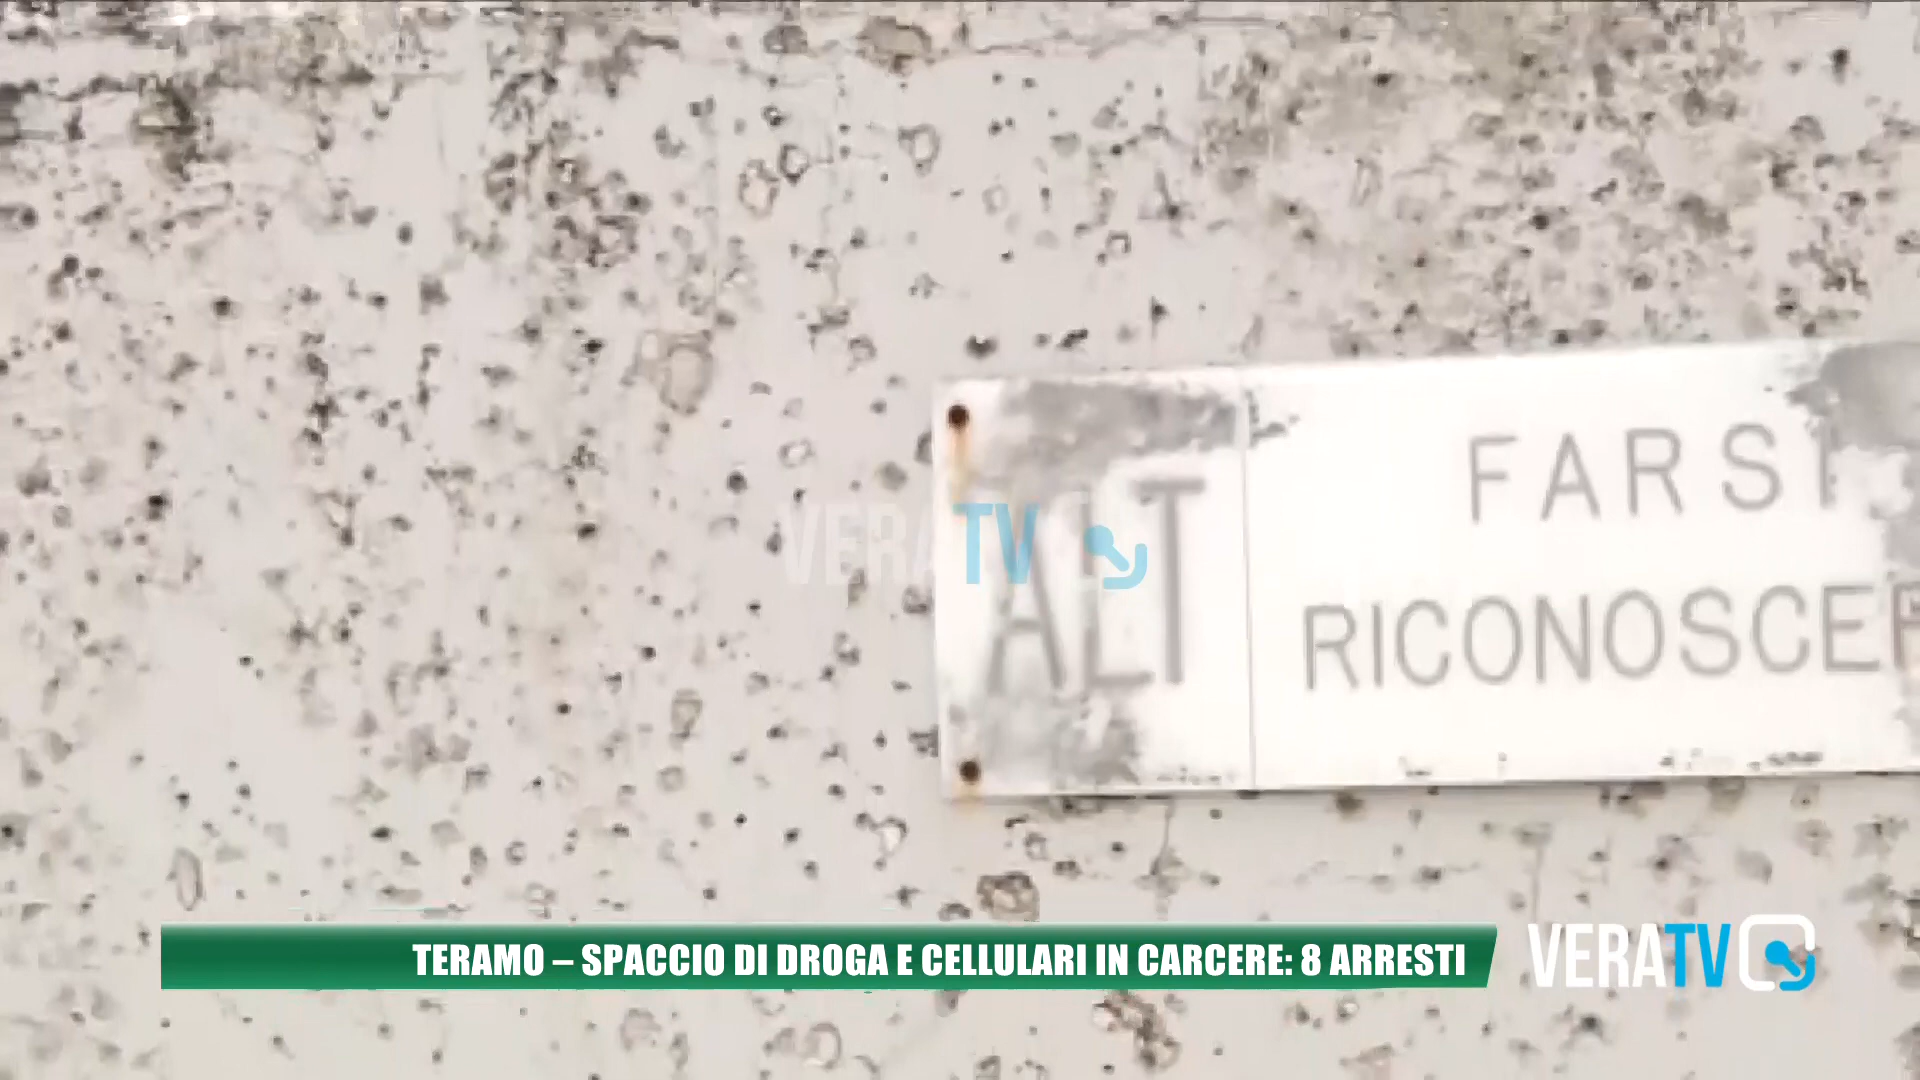 ALT
FARSI
RICONOSCER
VERATV
TERAMO – SPACCIO DI DROGA E CELLULARI IN CARCERE: 8 ARRESTI
VERATV